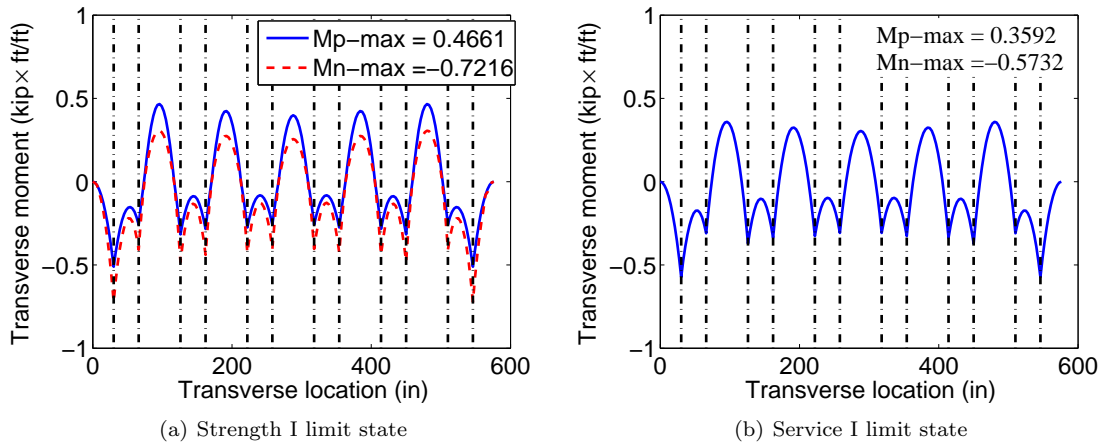 1
0.5
0
−0.5
−1
Transverse moment (kip× ft/ft)
Mp−max = 0.4661
Mn−max =−0.7216
0 200 400 600
Transverse location (in)
(a) Strength I limit state
1
0.5
0
−0.5
−1
Transverse moment (kip× ft/ft)
Mp−max = 0.3592
Mn−max =−0.5732
0 200 400 600
Transverse location (in)
(b) Service I limit state